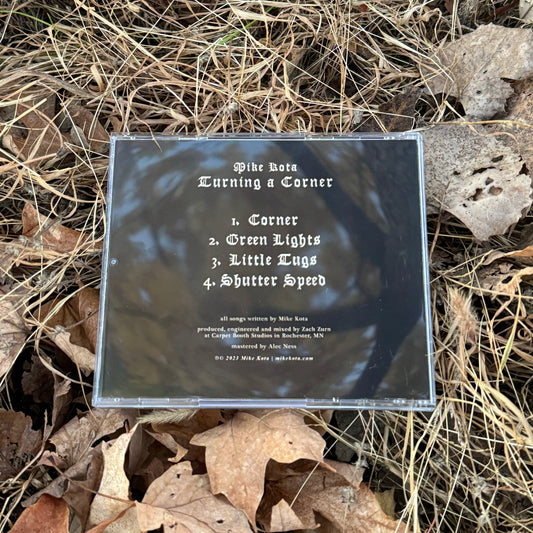 Mike Kota
Turning a Corner
1. Corner
2. Green Lights
3. Little Tugs
4. Shutter Speed
all songs written by Mike Kota
produced, engineered and mixed by Zach Zurn
at Carpet Booth Studios in Rochester, MN
mastered by Alec Ness
℗© 2023 Mike Kota | mikekota.com